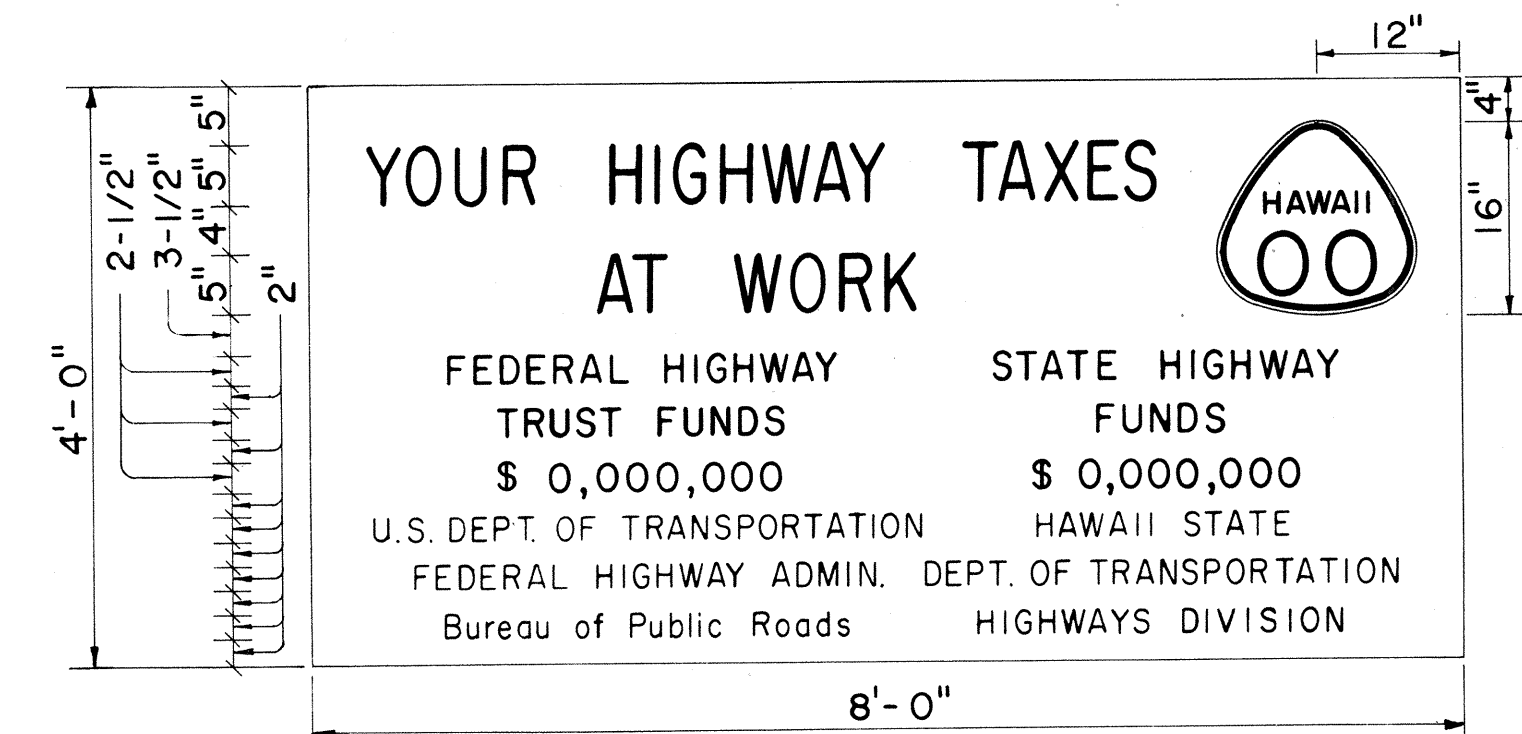 12"
4"
16"
5"
5"
4"
5"
2-1/2"
3-1/2"
2"
4'-0"
YOUR HIGHWAY TAXES
AT WORK
HAWAII
00
FEDERAL HIGHWAY
TRUST FUNDS
$ 0,000,000
U.S. DEPT. OF TRANSPORTATION
FEDERAL HIGHWAY ADMIN.
Bureau of Public Roads
STATE HIGHWAY
FUNDS
$ 0,000,000
HAWAII STATE
DEPT. OF TRANSPORTATION
HIGHWAYS DIVISION
8'-0"